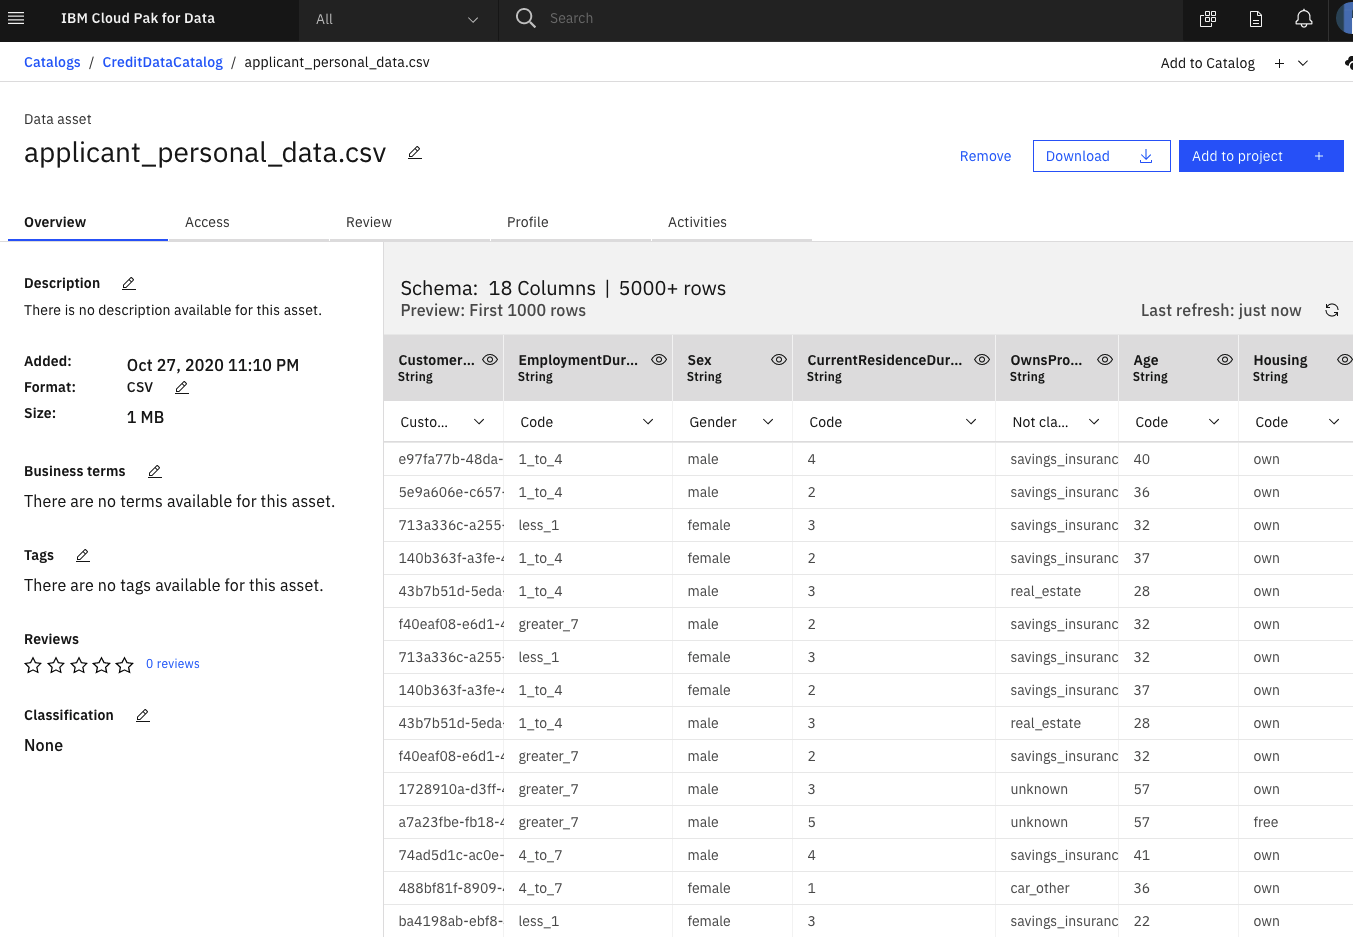 IBM Cloud Pak for Data All Search
Catalogs / CreditDataCatalog / applicant_personal_data.csv Add to Catalog +
Data asset
applicant_personal_data.csv
Remove Download Add to project +
Overview Access Review Profile Activities
Description
There is no description available for this asset.
Added: Oct 27, 2020 11:10 PM
Format: CSV
Size: 1 MB
Business terms
There are no terms available for this asset.
Tags
There are no tags available for this asset.
Reviews
0 reviews
Classification
None
Schema: 18 Columns | 5000+ rows
Preview: First 1000 rows Last refresh: just now
Customer... EmploymentDur... Sex CurrentResidenceDur... OwnsPro... Age Housing
String String String String String String String
Custo... Code Gender Code Not cla... Code Code
e97fa77b-48da- 1_to_4 male 4 savings_insuranc 40 own
5e9a606e-c657- 1_to_4 male 2 savings_insuranc 36 own
713a336c-a255- less_1 female 3 savings_insuranc 32 own
140b363f-a3fe-4 1_to_4 female 2 savings_insuranc 37 own
43b7b51d-5eda- 1_to_4 male 3 real_estate 28 own
f40eaf08-e6d1-4 greater_7 male 2 savings_insuranc 32 own
713a336c-a255- less_1 female 3 savings_insuranc 32 own
140b363f-a3fe-4 1_to_4 female 2 savings_insuranc 37 own
43b7b51d-5eda- 1_to_4 male 3 real_estate 28 own
f40eaf08-e6d1-4 greater_7 male 2 savings_insuranc 32 own
1728910a-d3ff-4 greater_7 male 3 unknown 57 own
a7a23fbe-fb18-4 greater_7 male 5 unknown 57 free
74ad5d1c-ac0e- 4_to_7 male 4 savings_insuranc 41 own
488bf81f-8909- 4_to_7 female 1 car_other 36 own
ba4198ab-ebf8- less_1 female 3 savings_insuranc 22 own